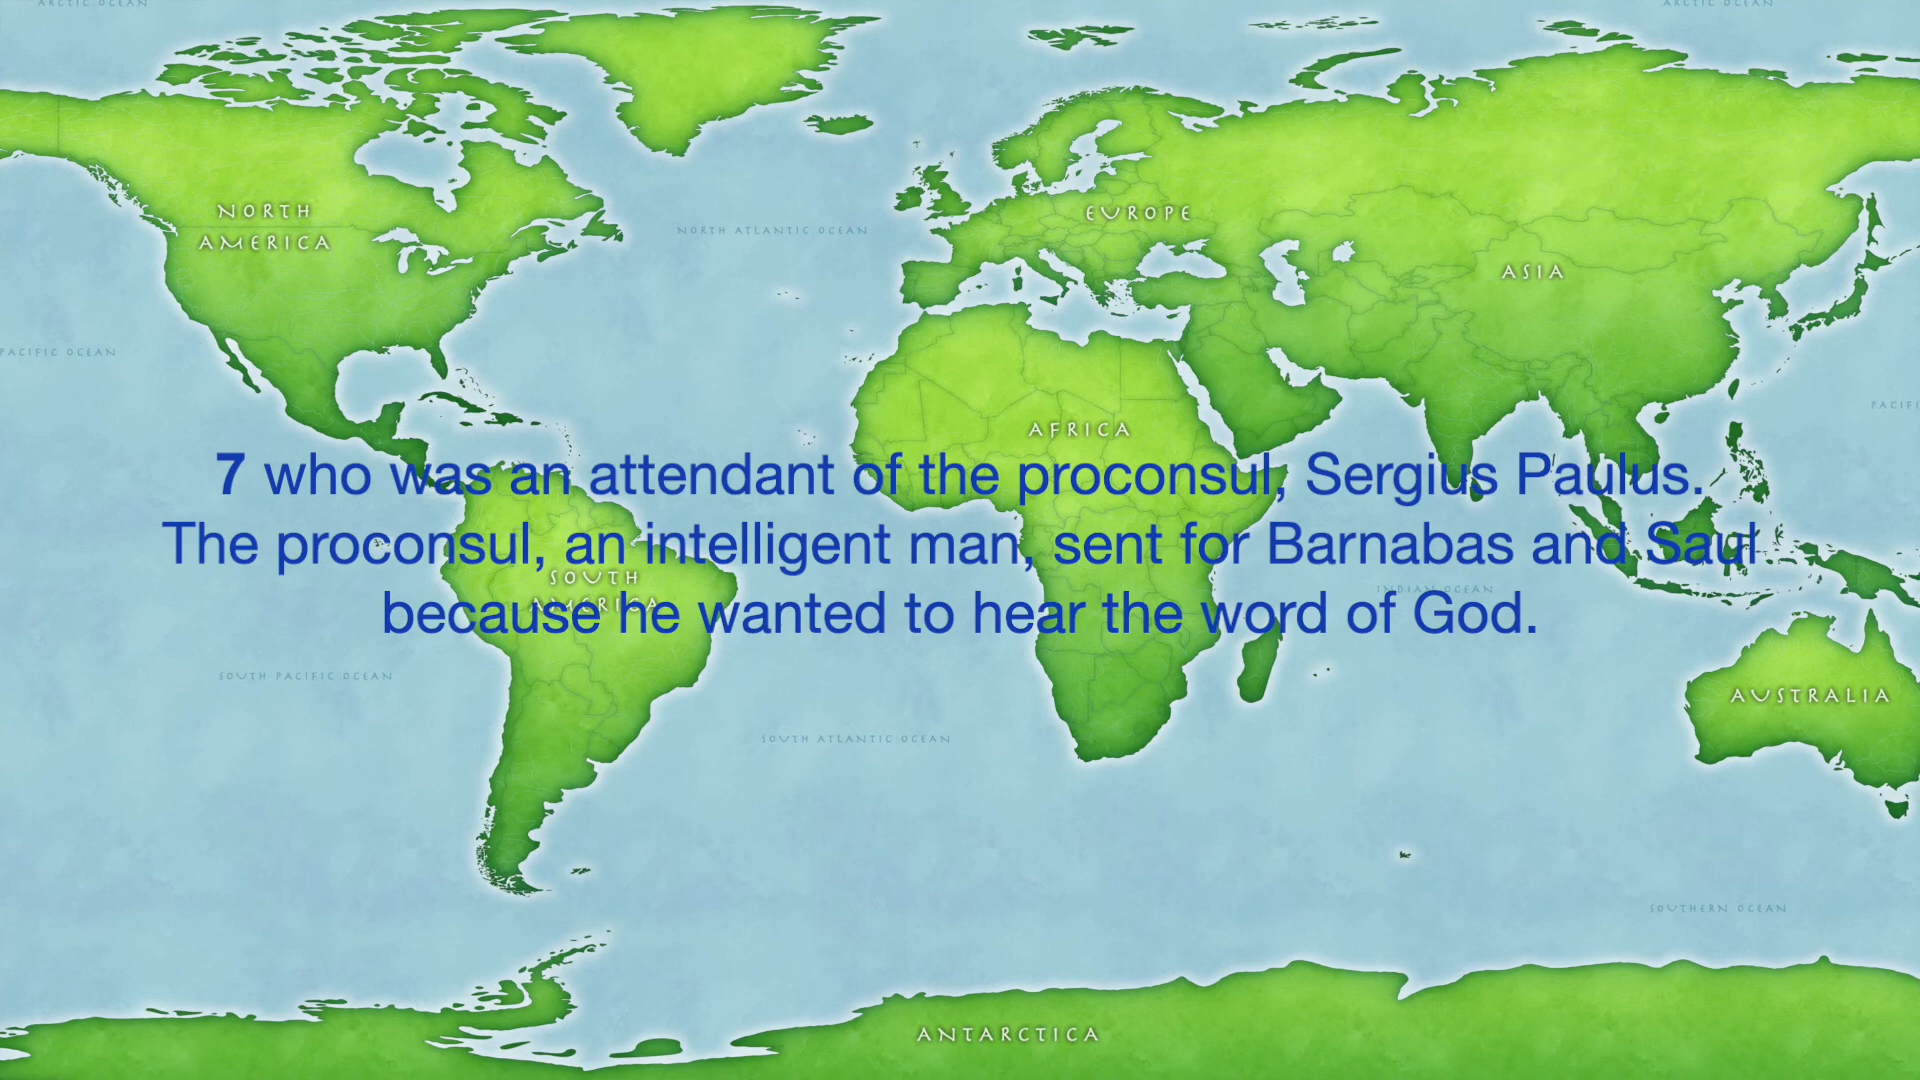 ARCTIC OCEAN
ARCTIC OCEAN
NORTH
AMERICA
EUROPE
NORTH ATLANTIC OCEAN
ASIA
PACIFIC OCEAN
PACIFI
AFRICA
7 who was an attendant of the proconsul, Sergius Paulus.
The proconsul, an intelligent man, sent for Barnabas and Saul
because he wanted to hear the word of God.
SOUTH
AMERICA
INDIAN OCEAN
SOUTH PACIFIC OCEAN
AUSTRALIA
SOUTH ATLANTIC OCEAN
SOUTHERN OCEAN
ANTARCTICA